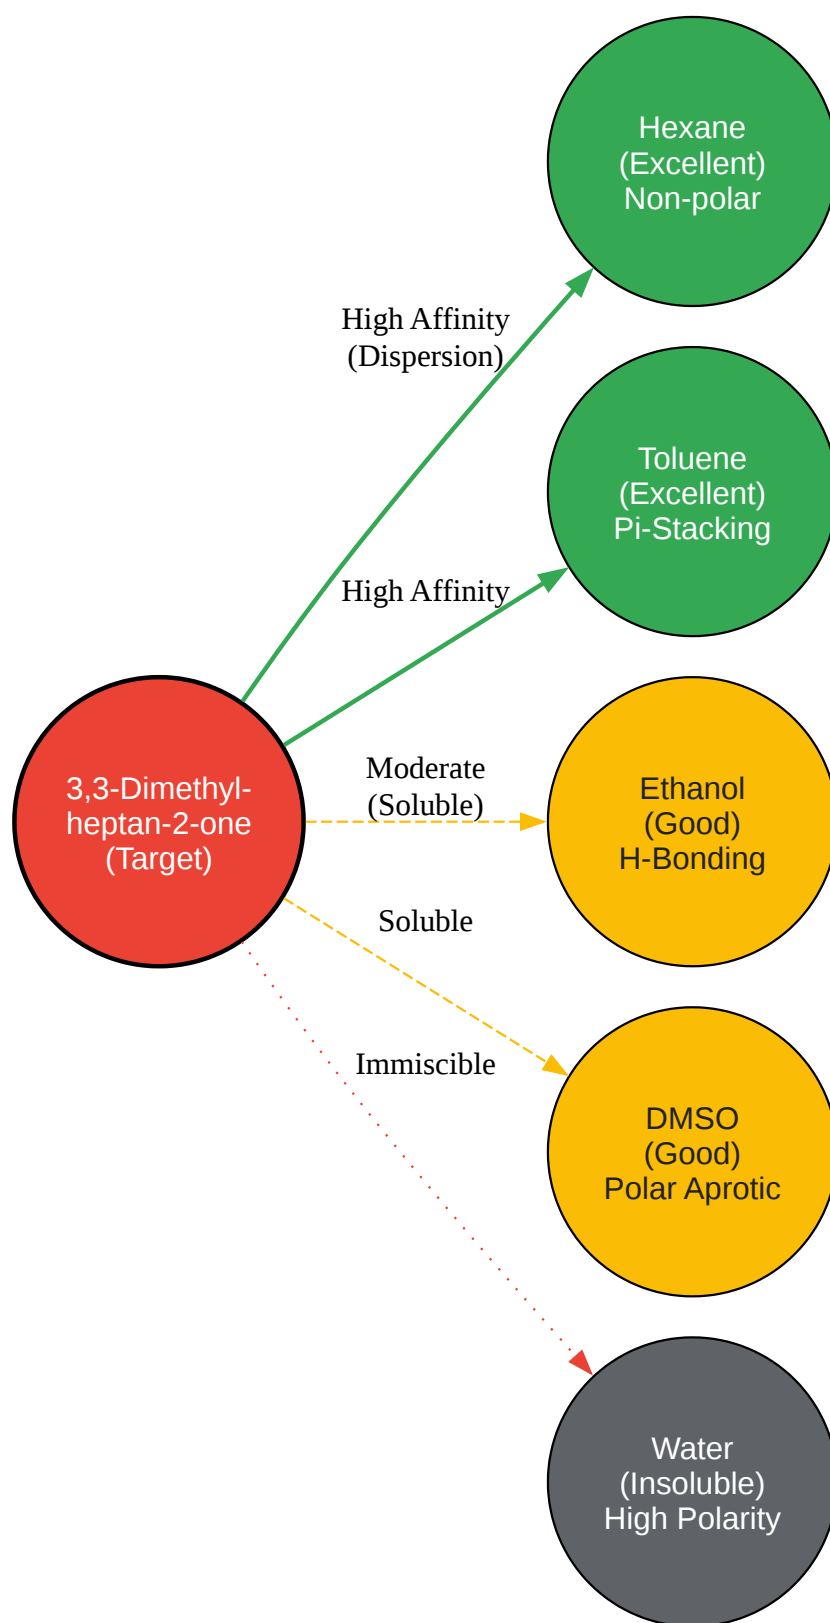 Hexane
(Excellent)
Non-polar
High Affinity
(Dispersion)
Toluene
(Excellent)
Pi-Stacking
High Affinity
3,3-Dimethyl-
heptan-2-one
(Target)
Moderate
(Soluble)
Ethanol
(Good)
H-Bonding
Soluble
Immiscible
DMSO
(Good)
Polar Aprotic
Water
(Insoluble)
High Polarity